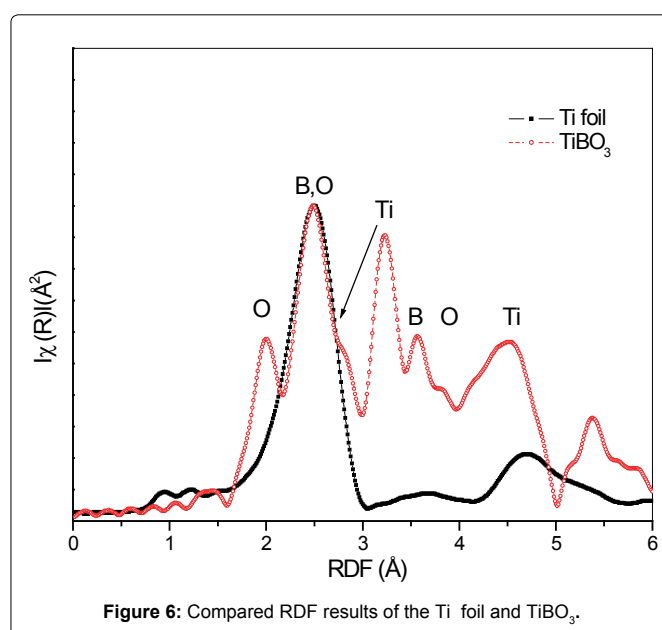 Ti foil
TiBO₃
B,O
Ti
O
B O
Ti
Iχ(R)I(Å²)
0 1 2 3 4 5 6
RDF (Å)
Figure 6: Compared RDF results of the Ti foil and TiBO₃.